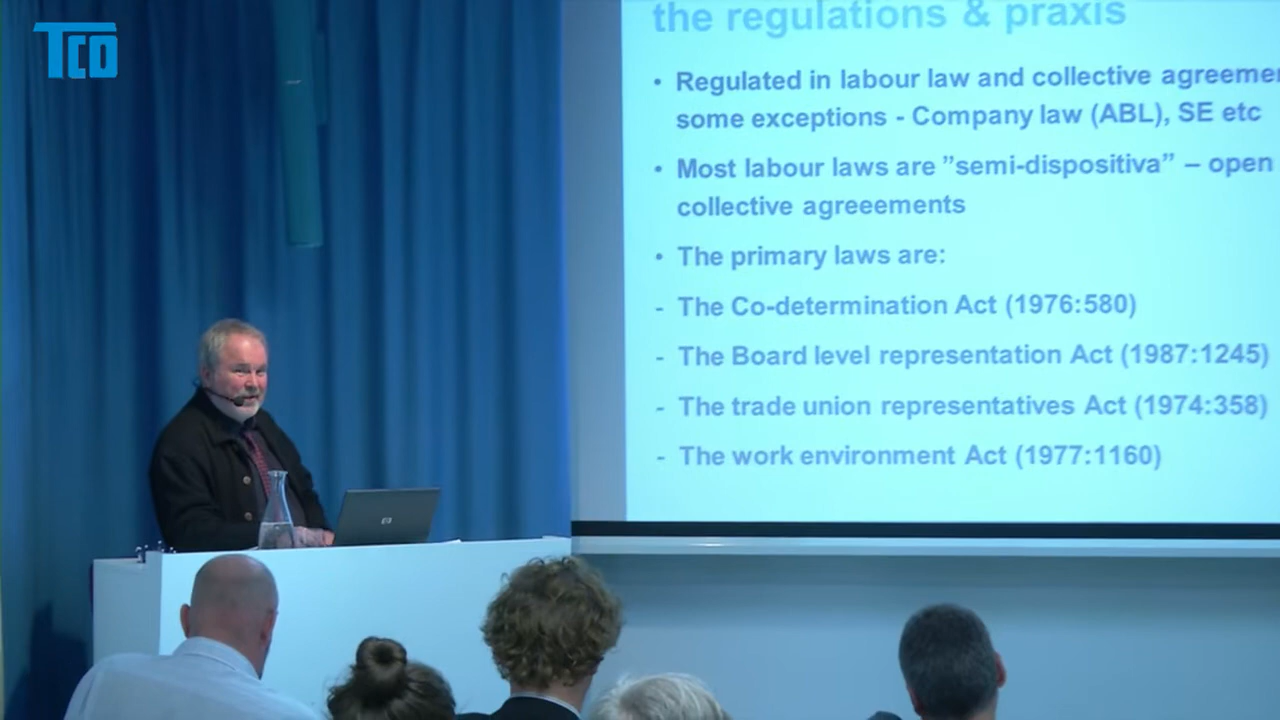 TCO
the regulations & praxis
• Regulated in labour law and collective agreemen
some exceptions - Company law (ABL), SE etc
• Most labour laws are ”semi-dispositiva” – open
collective agreeements
• The primary laws are:
- The Co-determination Act (1976:580)
- The Board level representation Act (1987:1245)
- The trade union representatives Act (1974:358)
- The work environment Act (1977:1160)
hp